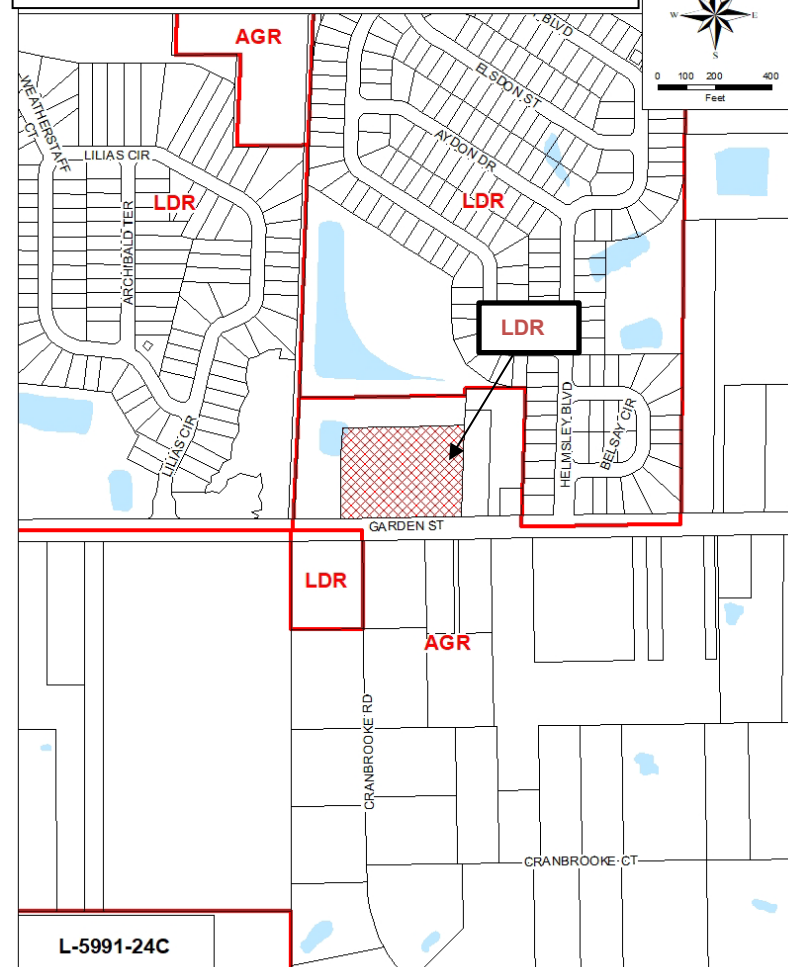 AGR
BLVD
W
E
S
0 100 200 400
Feet
ELSDON ST
WEATHERSTAFF
CT
LILIAS CIR
AYDON DR
LDR
LDR
ARCHIBALD TER
LDR
HELMSLEY BLVD
BELSAY CIR
LILIAS CIR
GARDEN ST
LDR
AGR
CRANBROOKE RD
CRANBROOKE CT
L-5991-24C